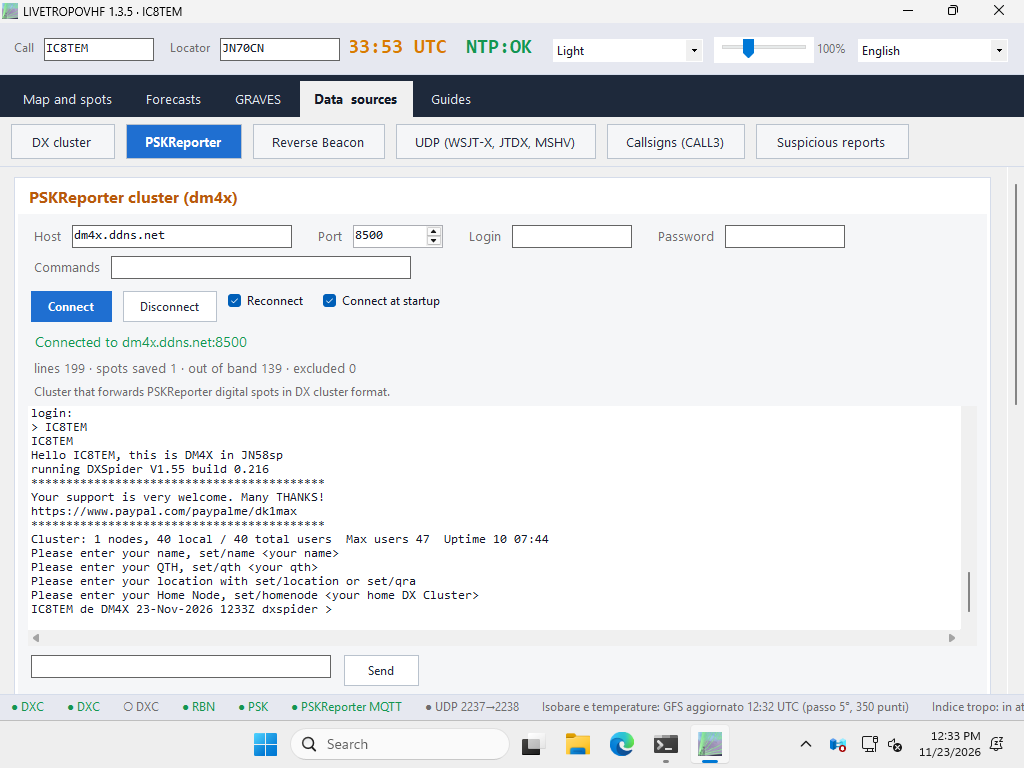 LIVETROPOVHF 1.3.5 · IC8TEM
Call IC8TEM Locator JN70CN 33:53 UTC NTP:OK Light 100% English
Map and spots Forecasts GRAVES Data sources Guides
DX cluster PSKReporter Reverse Beacon UDP (WSJT-X, JTDX, MSHV) Callsigns (CALL3) Suspicious reports
PSKReporter cluster (dm4x)
Host dm4x.ddns.net Port 8500 Login Password
Commands
Connect Disconnect Reconnect Connect at startup
Connected to dm4x.ddns.net:8500
lines 199 · spots saved 1 · out of band 139 · excluded 0
Cluster that forwards PSKReporter digital spots in DX cluster format.
login:
> IC8TEM
IC8TEM
Hello IC8TEM, this is DM4X in JN58sp
running DXSpider V1.55 build 0.216
******************************************
Your support is very welcome. Many THANKS!
https://www.paypal.com/paypalme/dk1max
******************************************
Cluster: 1 nodes, 40 local / 40 total users  Max users 47  Uptime 10 07:44
Please enter your name, set/name <your name>
Please enter your QTH, set/qth <your qth>
Please enter your location with set/location or set/qra
Please enter your Home Node, set/homenode <your home DX Cluster>
IC8TEM de DM4X 23-Nov-2026 1233Z dxspider >
Send
● DXC ● DXC ○ DXC ● RBN ● PSK ● PSKReporter MQTT ● UDP 2237→2238 Isobare e temperature: GFS aggiornato 12:32 UTC (passo 5°, 350 punti) Indice tropo: in at
Search
12:33 PM
11/23/2026